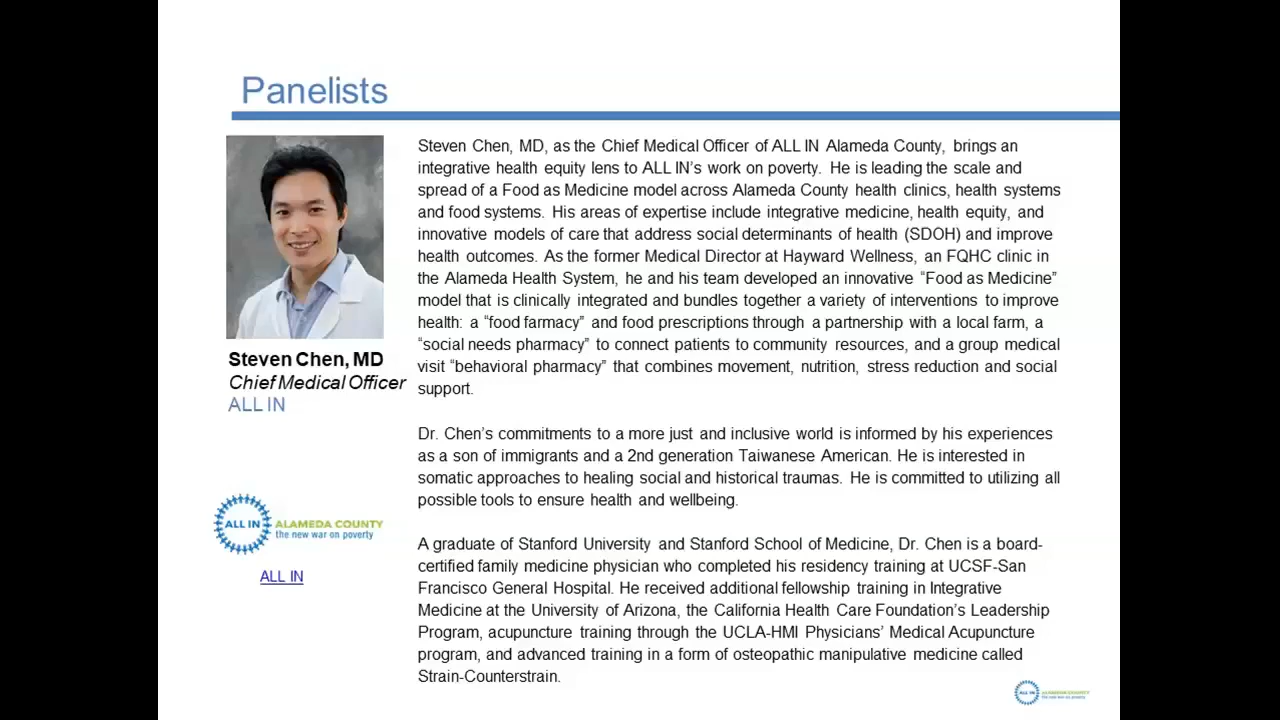 Panelists
Steven Chen, MD
Chief Medical Officer
ALL IN
ALL IN
ALAMEDA COUNTY
the new war on poverty
ALL IN
Steven Chen, MD, as the Chief Medical Officer of ALL IN Alameda County, brings an
integrative health equity lens to ALL IN’s work on poverty. He is leading the scale and
spread of a Food as Medicine model across Alameda County health clinics, health systems
and food systems. His areas of expertise include integrative medicine, health equity, and
innovative models of care that address social determinants of health (SDOH) and improve
health outcomes. As the former Medical Director at Hayward Wellness, an FQHC clinic in
the Alameda Health System, he and his team developed an innovative “Food as Medicine”
model that is clinically integrated and bundles together a variety of interventions to improve
health: a “food farmacy” and food prescriptions through a partnership with a local farm, a
“social needs pharmacy” to connect patients to community resources, and a group medical
visit “behavioral pharmacy” that combines movement, nutrition, stress reduction and social
support.
Dr. Chen’s commitments to a more just and inclusive world is informed by his experiences
as a son of immigrants and a 2nd generation Taiwanese American. He is interested in
somatic approaches to healing social and historical traumas. He is committed to utilizing all
possible tools to ensure health and wellbeing.
A graduate of Stanford University and Stanford School of Medicine, Dr. Chen is a board-
certified family medicine physician who completed his residency training at UCSF-San
Francisco General Hospital. He received additional fellowship training in Integrative
Medicine at the University of Arizona, the California Health Care Foundation’s Leadership
Program, acupuncture training through the UCLA-HMI Physicians’ Medical Acupuncture
program, and advanced training in a form of osteopathic manipulative medicine called
Strain-Counterstrain.
ALL IN
ALAMEDA COUNTY
the new war on poverty